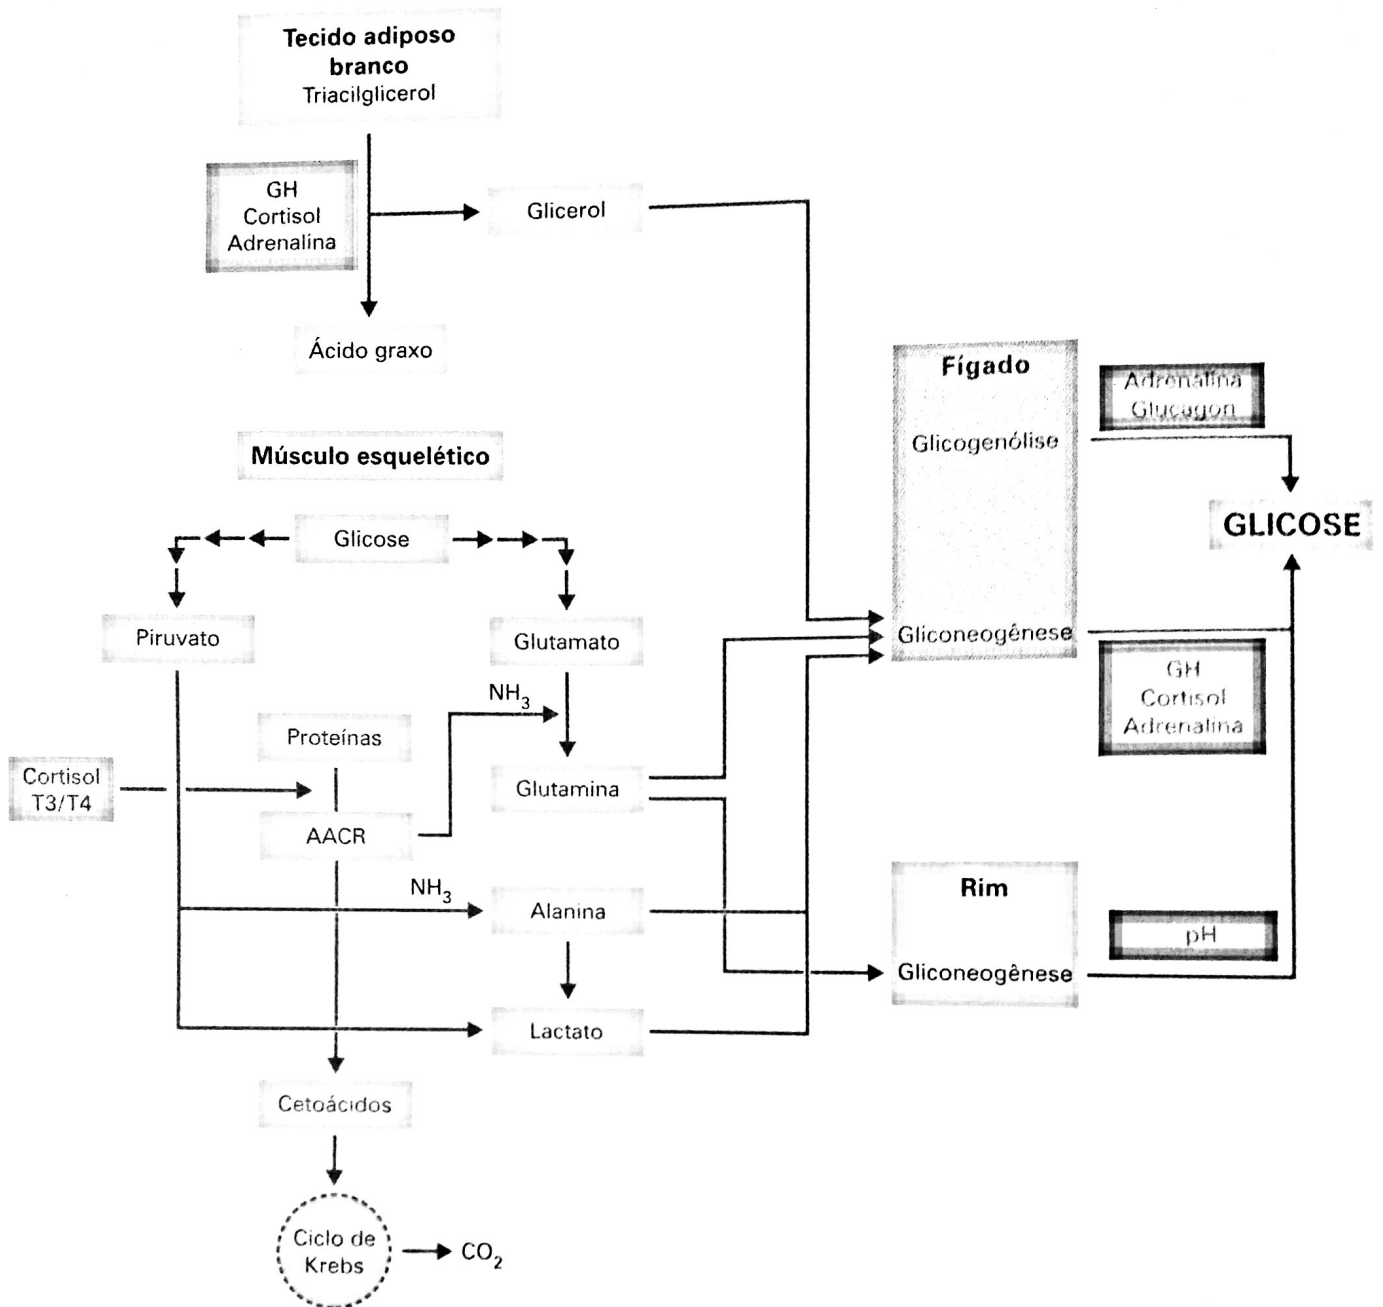 Tecido adiposo
branco
Triacilglicerol
GH
Cortisol
Adrenalina
Glicerol
Ácido graxo
Fígado
Glicogenólise
Gliconeogênese
Adrenalina
Glucagon
GLICOSE
GH
Cortisol
Adrenalina
Músculo esquelético
Glicose
Piruvato
Glutamato
NH3
Proteínas
Cortisol
T3/T4
AACR
Glutamina
NH3
Alanina
Lactato
Rim
Gliconeogênese
pH
Cetoácidos
Ciclo de
Krebs
CO2